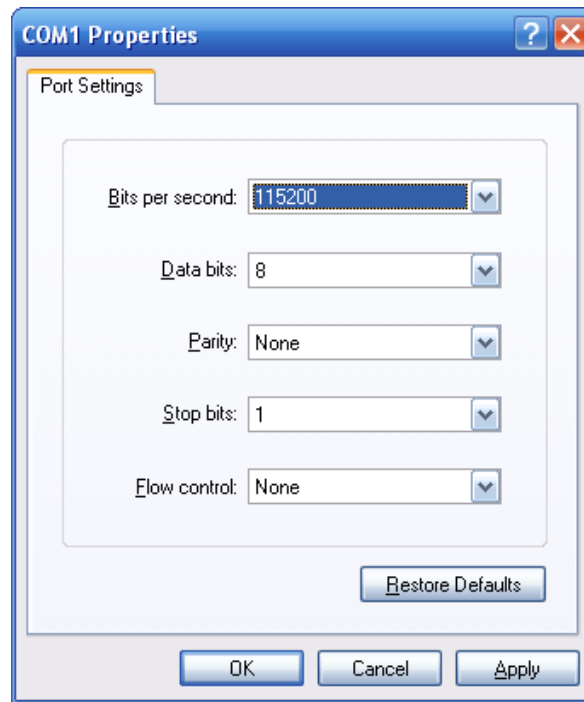 COM1 Properties
Port Settings
Bits per second: 115200
Data bits: 8
Parity: None
Stop bits: 1
Flow control: None
Restore Defaults
OK Cancel Apply